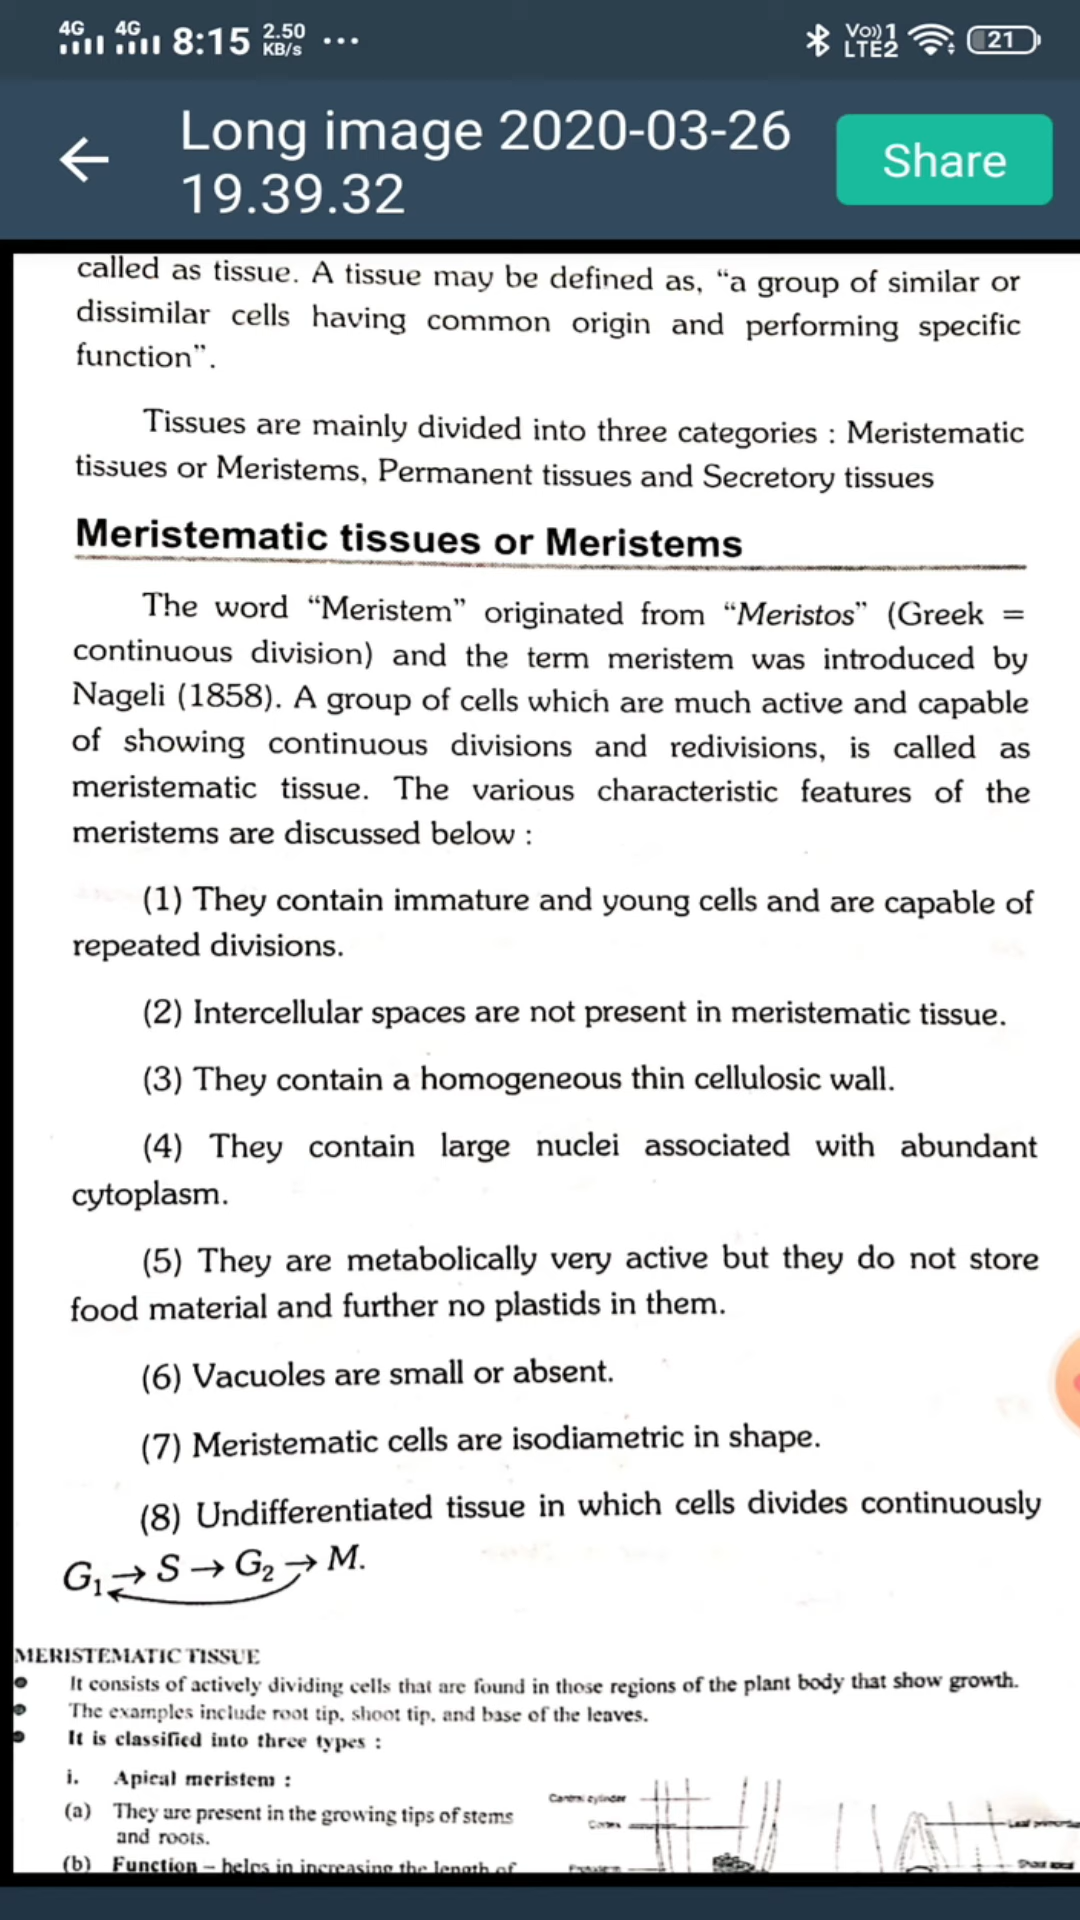 4G 4G 8:15 2.50 KB/s ... Vo)) 1 LTE2 21
Long image 2020-03-26
19.39.32
Share
called as tissue. A tissue may be defined as, “a group of similar or
dissimilar cells having common origin and performing specific
function”.
Tissues are mainly divided into three categories : Meristematic
tissues or Meristems, Permanent tissues and Secretory tissues
Meristematic tissues or Meristems
The word “Meristem” originated from “Meristos” (Greek =
continuous division) and the term meristem was introduced by
Nageli (1858). A group of cells which are much active and capable
of showing continuous divisions and redivisions, is called as
meristematic tissue. The various characteristic features of the
meristems are discussed below :
(1) They contain immature and young cells and are capable of
repeated divisions.
(2) Intercellular spaces are not present in meristematic tissue.
(3) They contain a homogeneous thin cellulosic wall.
(4) They contain large nuclei associated with abundant
cytoplasm.
(5) They are metabolically very active but they do not store
food material and further no plastids in them.
(6) Vacuoles are small or absent.
(7) Meristematic cells are isodiametric in shape.
(8) Undifferentiated tissue in which cells divides continuously
G₁ → S → G₂ → M.
MERISTEMATIC TISSUE
• It consists of actively dividing cells that are found in those regions of the plant body that show growth.
• The examples include root tip, shoot tip, and base of the leaves.
• It is classified into three types :
i. Apical meristem :
(a) They are present in the growing tips of stems
and roots.
(b) Function – helps in increasing the length of
Cortex